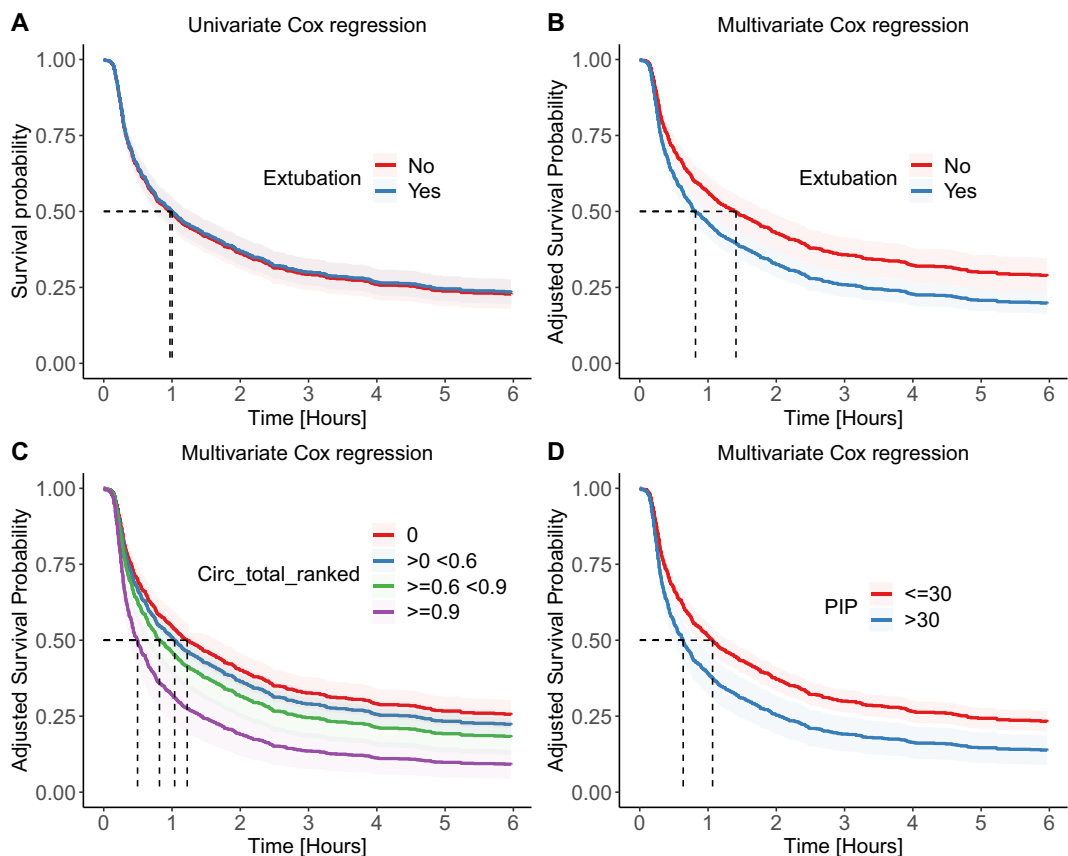 A
Univariate Cox regression
Survival probability
1.00
0.75
0.50
0.25
0.00
Extubation
No
Yes
0 1 2 3 4 5 6
Time [Hours]
B
Multivariate Cox regression
Adjusted Survival Probability
1.00
0.75
0.50
0.25
0.00
Extubation
No
Yes
0 1 2 3 4 5 6
Time [Hours]
C
Multivariate Cox regression
Adjusted Survival Probability
1.00
0.75
0.50
0.25
0.00
Circ_total_ranked
0
>0 <0.6
>=0.6 <0.9
>=0.9
0 1 2 3 4 5 6
Time [Hours]
D
Multivariate Cox regression
Adjusted Survival Probability
1.00
0.75
0.50
0.25
0.00
PIP
<=30
>30
0 1 2 3 4 5 6
Time [Hours]